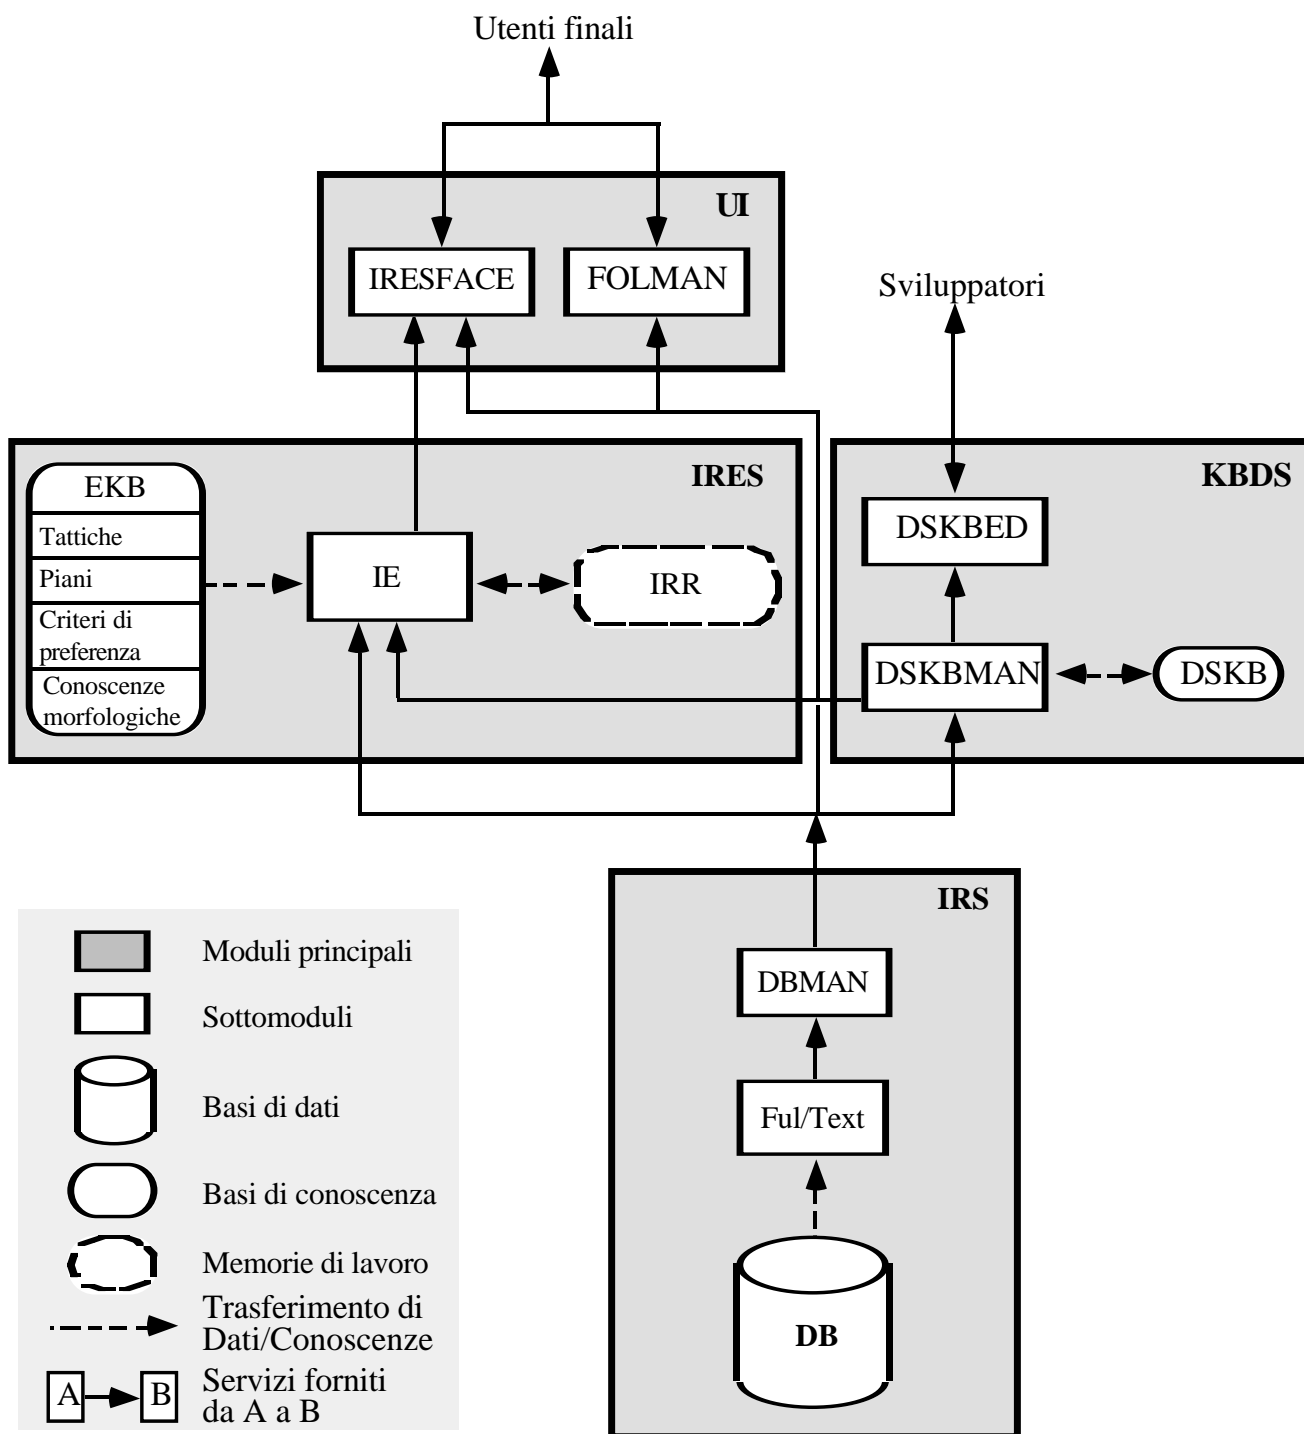 Utenti finali
UI
IRESFACE
FOLMAN
Sviluppatori
IRES
KBDS
EKB
Tattiche
Piani
Criteri di
preferenza
Conoscenze
morfologiche
IE
IRR
DSKBED
DSKBMAN
DSKB
IRS
DBMAN
Ful/Text
DB
Moduli principali
Sottomoduli
Basi di dati
Basi di conoscenza
Memorie di lavoro
Trasferimento di
Dati/Conoscenze
A
B
Servizi forniti
da A a B